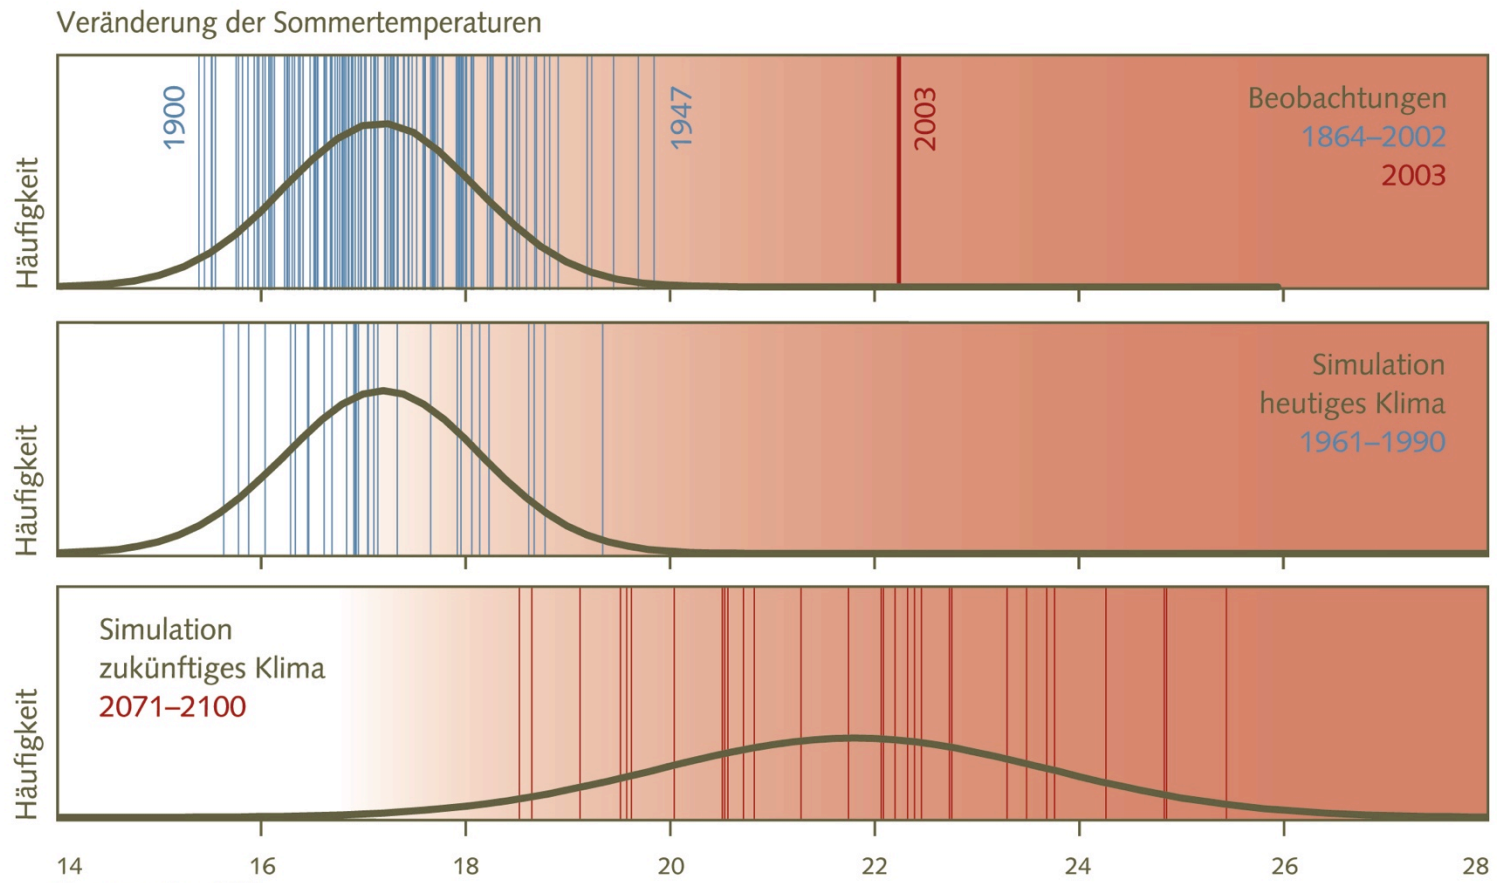 Veränderung der Sommertemperaturen
Häufigkeit
1900
1947
2003
Beobachtungen
1864–2002
2003
Häufigkeit
Simulation
heutiges Klima
1961–1990
Häufigkeit
Simulation
zukünftiges Klima
2071–2100
14 16 18 20 22 24 26 28